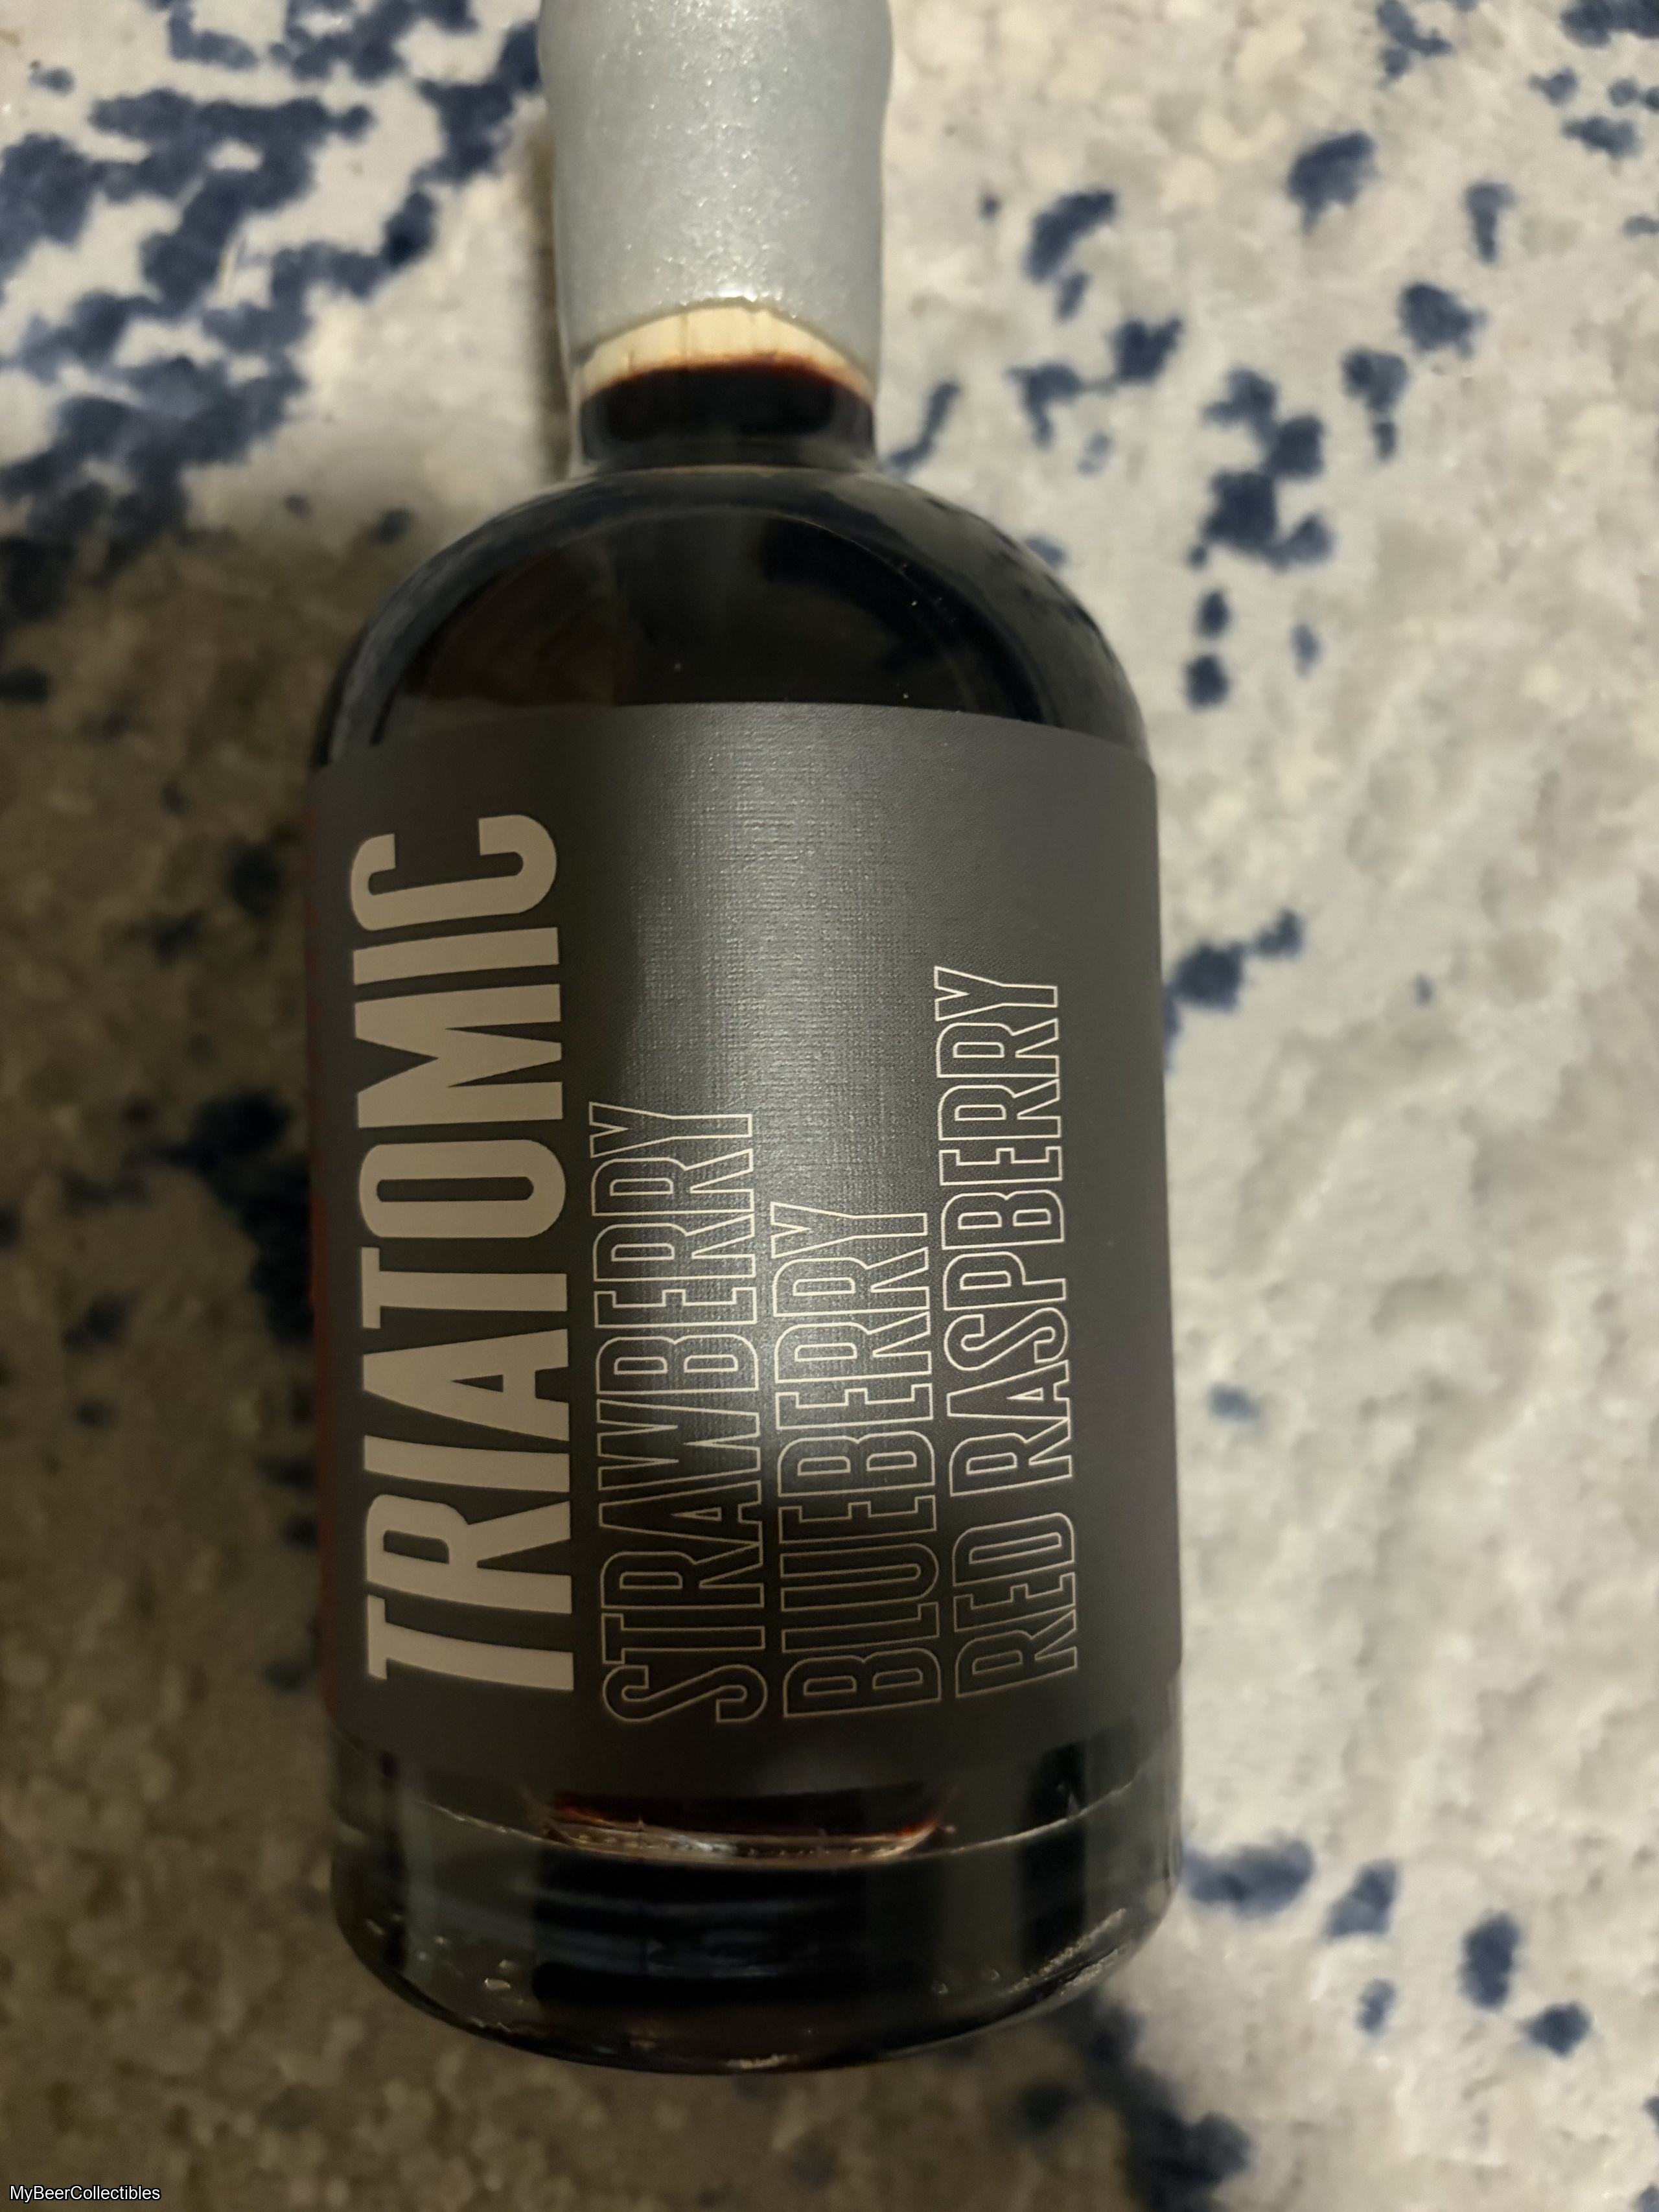 TRIATOMIC
STRAWBERRY
BLUEBERRY
RED RASPBERRY
MyBeerCollectibles